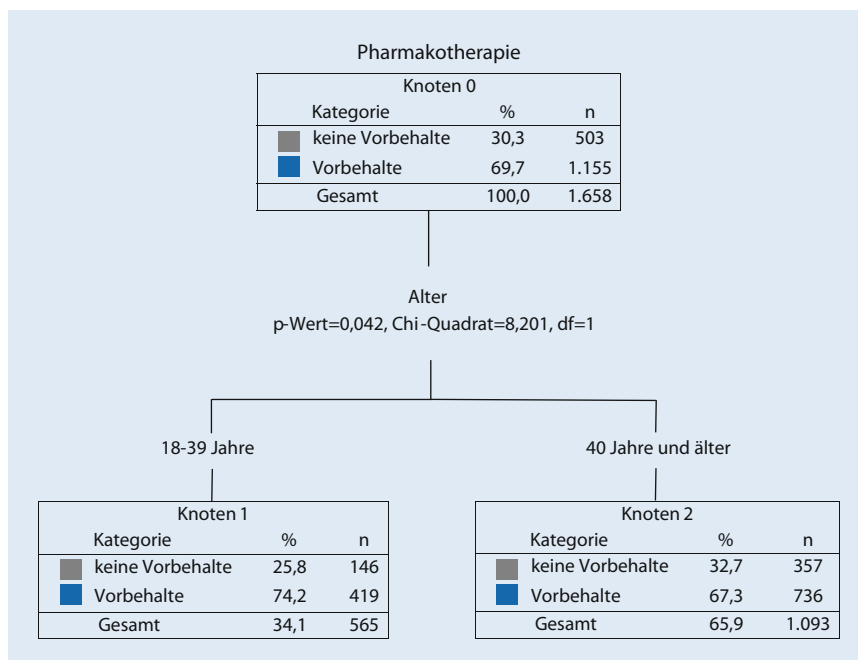 Pharmakotherapie
Knoten 0
Kategorie % n
keine Vorbehalte 30,3 503
Vorbehalte 69,7 1.155
Gesamt 100,0 1.658
Alter
p-Wert=0,042, Chi-Quadrat=8,201, df=1
18-39 Jahre
Knoten 1
Kategorie % n
keine Vorbehalte 25,8 146
Vorbehalte 74,2 419
Gesamt 34,1 565
40 Jahre und älter
Knoten 2
Kategorie % n
keine Vorbehalte 32,7 357
Vorbehalte 67,3 736
Gesamt 65,9 1.093